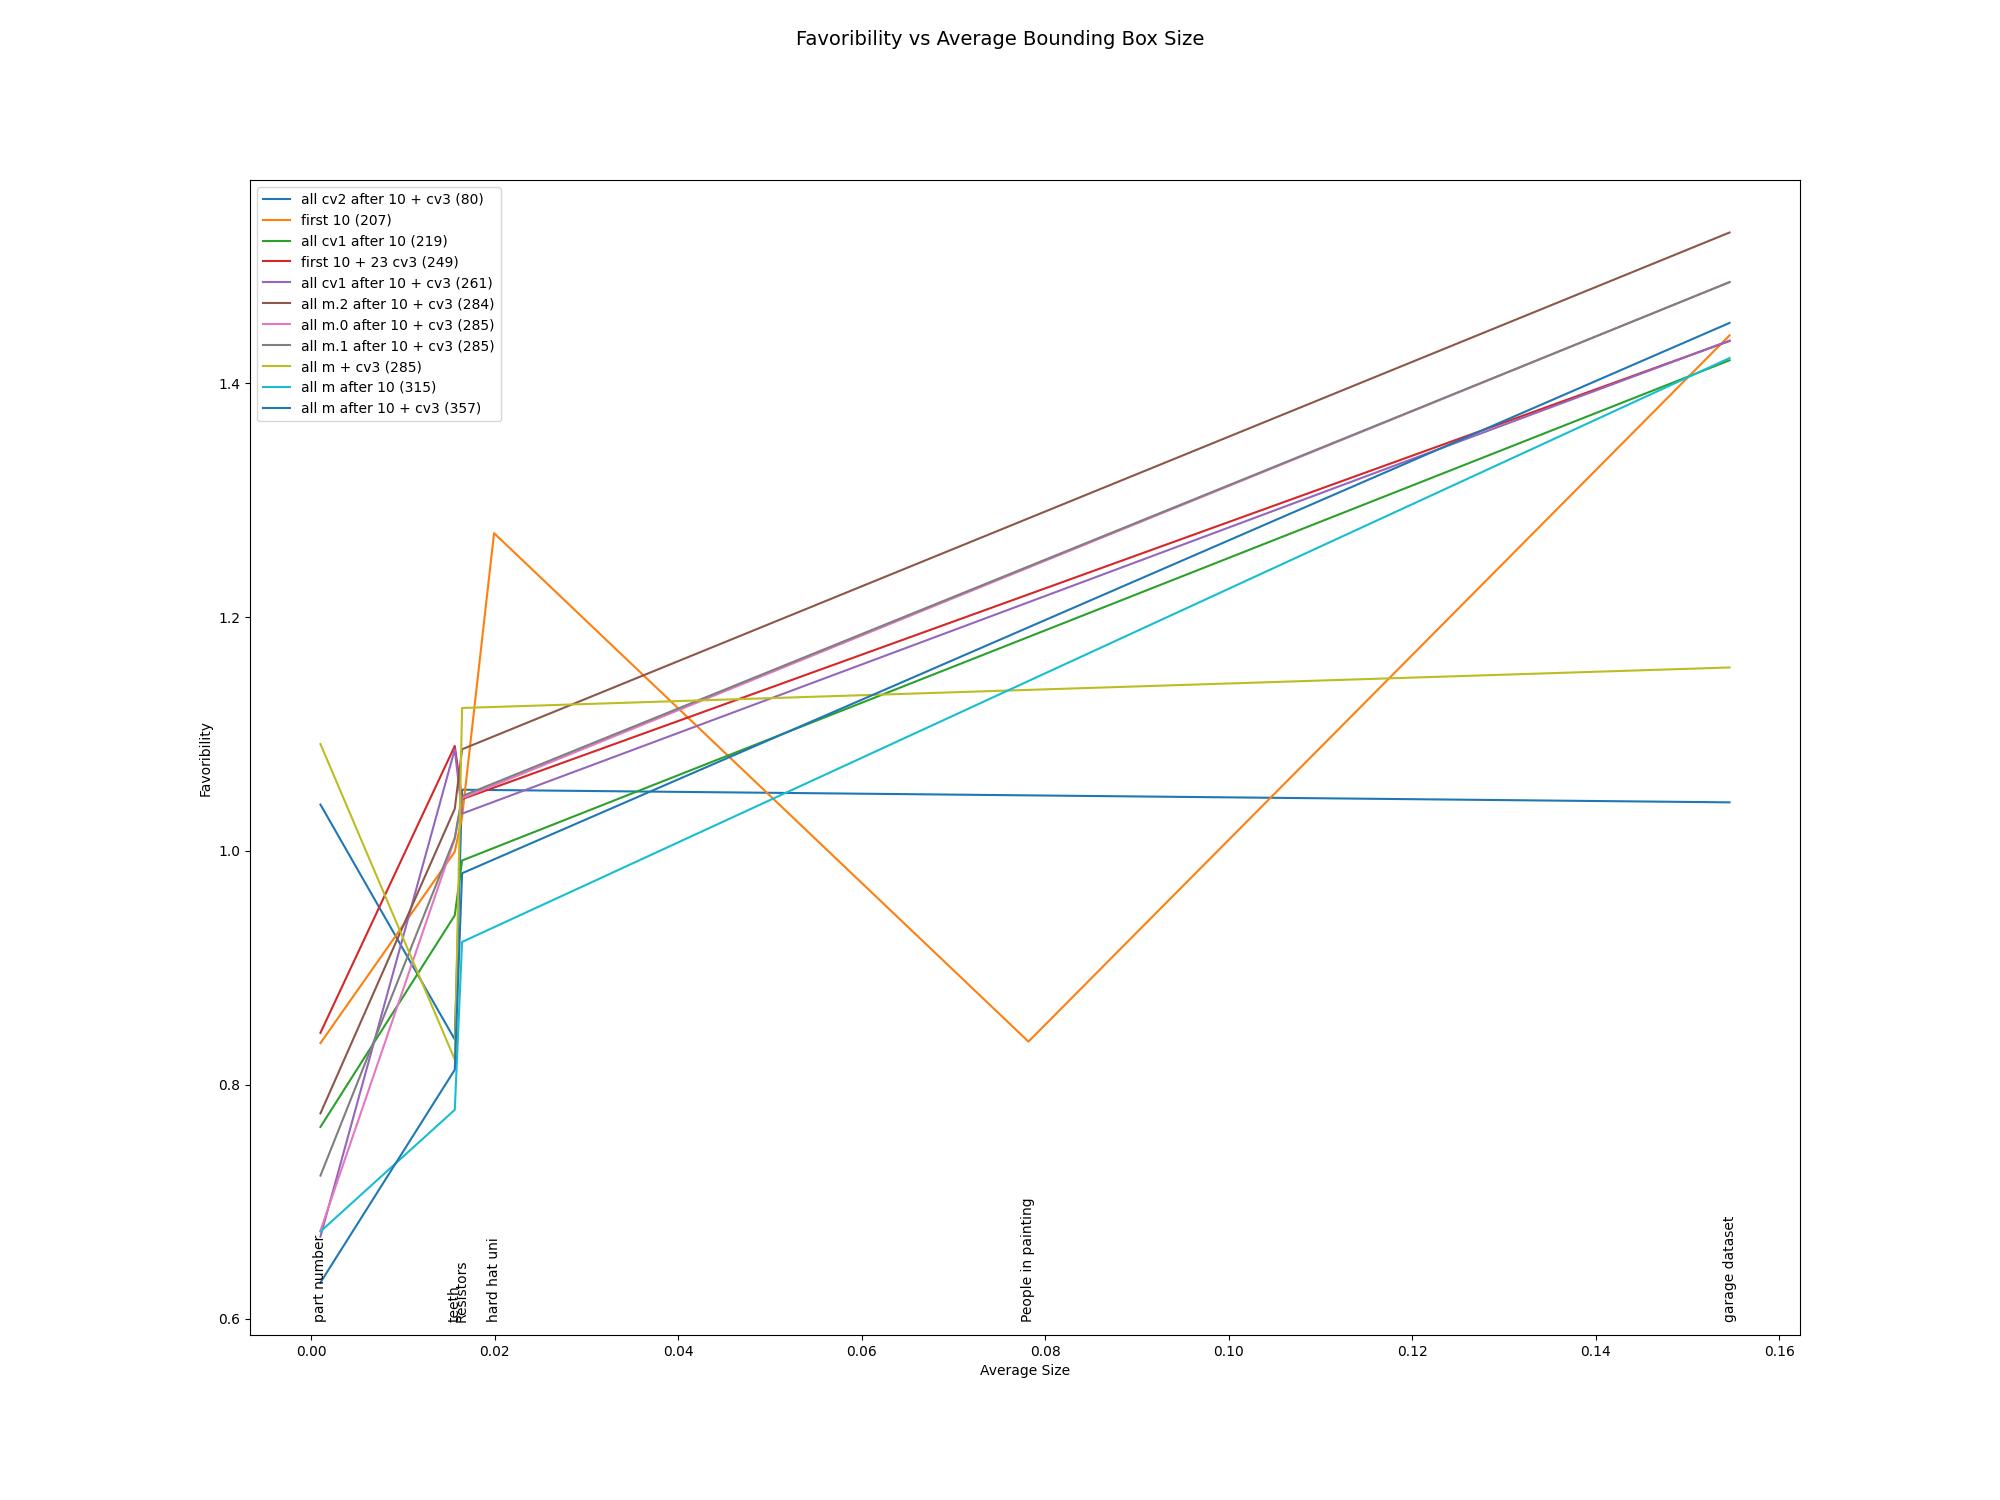 Favoribility vs Average Bounding Box Size
all cv2 after 10 + cv3 (80)
first 10 (207)
all cv1 after 10 (219)
first 10 + 23 cv3 (249)
all cv1 after 10 + cv3 (261)
all m.2 after 10 + cv3 (284)
all m.0 after 10 + cv3 (285)
all m.1 after 10 + cv3 (285)
all m + cv3 (285)
all m after 10 (315)
all m after 10 + cv3 (357)
Favoribility
1.4
1.2
1.0
0.8
0.6
part number
teeth
Resistors
hard hat uni
People in painting
garage dataset
0.00
0.02
0.04
0.06
0.08
0.10
0.12
0.14
0.16
Average Size